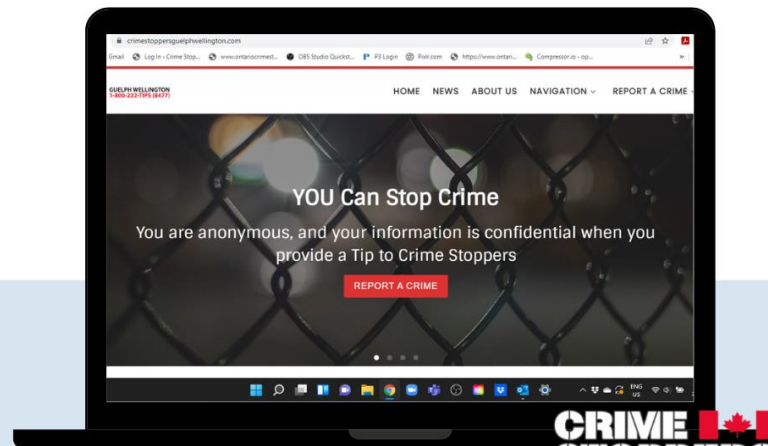 crimestoppersguelphwellington.com
Gmail Log In ‹ Crime Stop... www.ontariocrimest... OBS Studio Quickst... P3 Login Pixlr.com https://www.ontari... Compressor.io - op... »
GUELPH WELLINGTON
1-800-222-TIPS (8477)
HOME NEWS ABOUT US NAVIGATION REPORT A CRIME
YOU Can Stop Crime
You are anonymous, and your information is confidential when you
provide a Tip to Crime Stoppers
REPORT A CRIME
ENG
US
CRIME